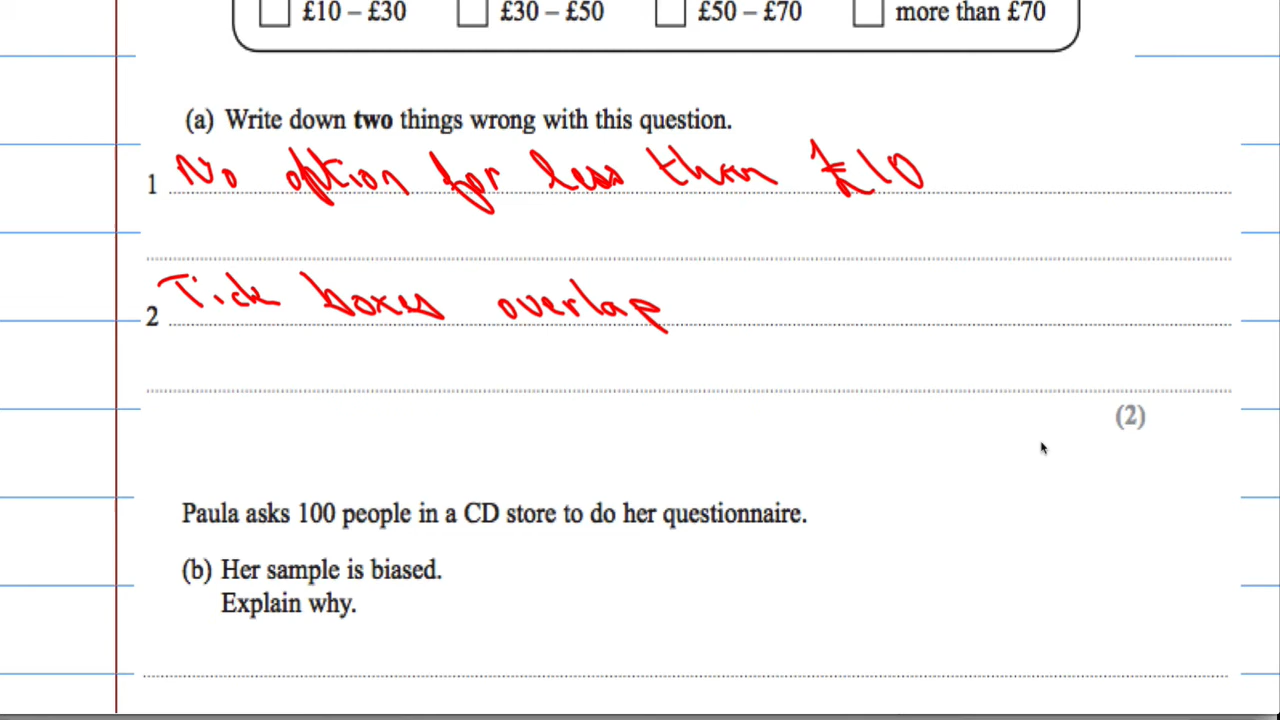 £10 – £30 £30 – £50 £50 – £70 more than £70
(a) Write down two things wrong with this question.
1 No option for less than £10
2 Tick boxes overlap
(2)
Paula asks 100 people in a CD store to do her questionnaire.
(b) Her sample is biased.
Explain why.